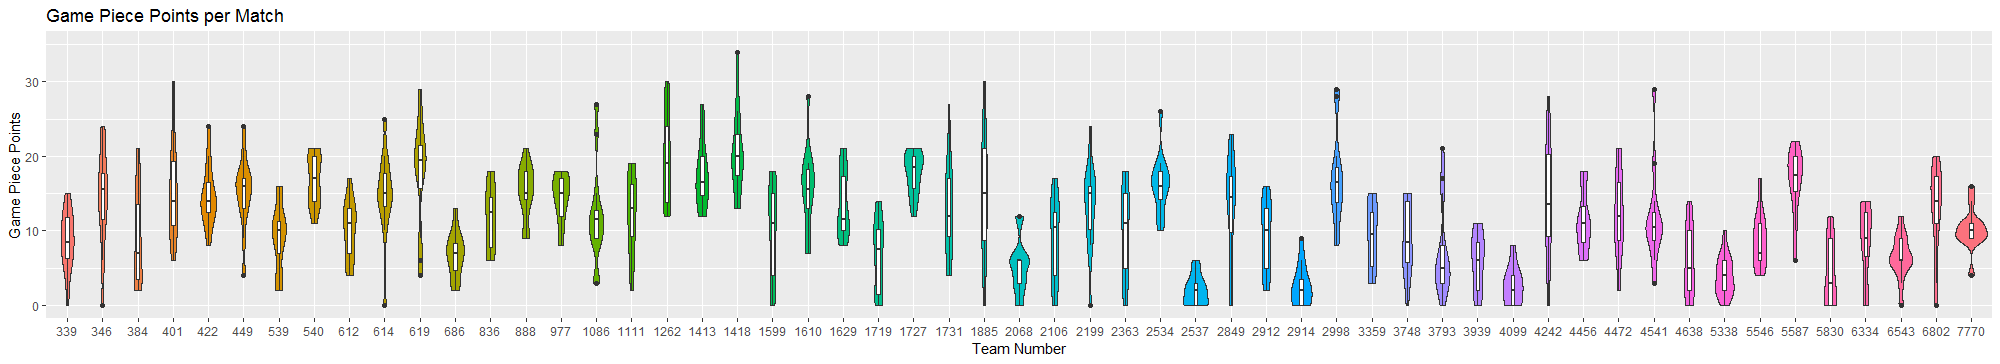 Game Piece Points per Match
Game Piece Points
30
20
10
0
339 346 384 401 422 449 539 540 612 614 619 686 836 888 977 1086 1111 1262 1413 1418 1599 1610 1629 1719 1727 1731 1885 2068 2106 2199 2363 2534 2537 2849 2912 2914 2998 3359 3748 3793 3939 4099 4242 4456 4472 4541 4638 5338 5546 5587 5830 6334 6543 6802 7770
Team Number